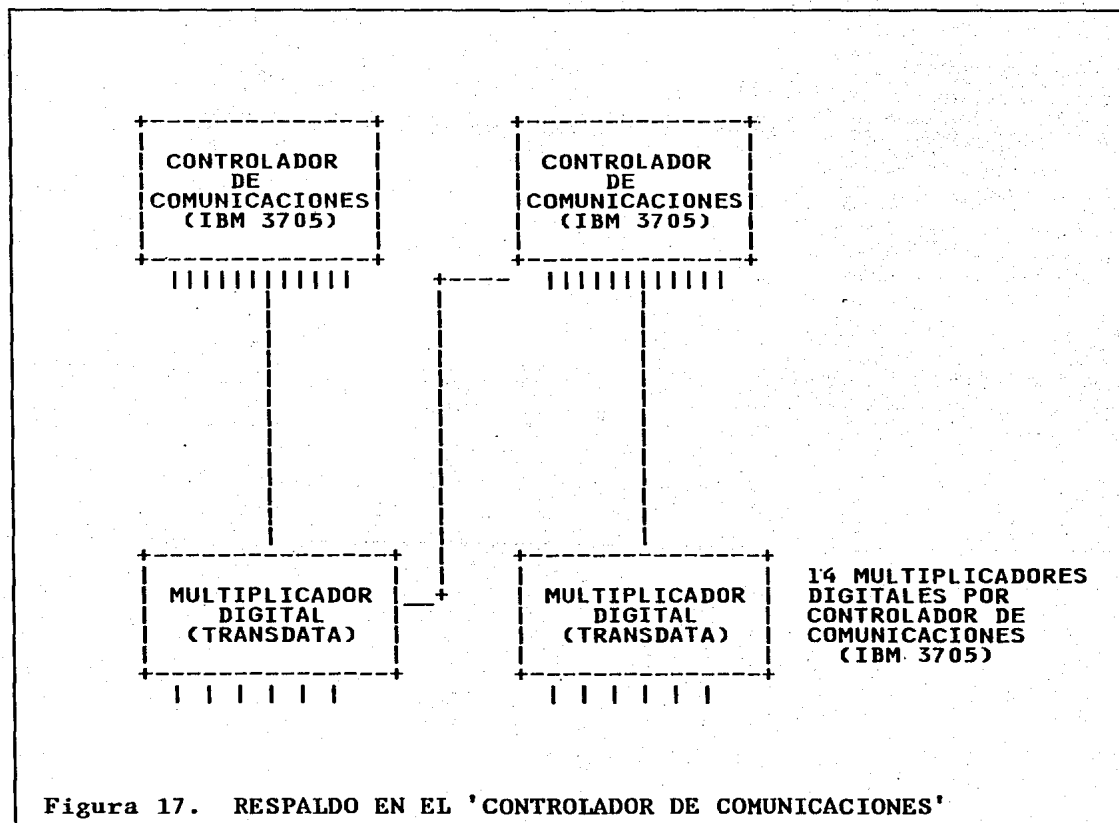 CONTROLADOR
DE
COMUNICACIONES
(IBM 3705)
CONTROLADOR
DE
COMUNICACIONES
(IBM 3705)
MULTIPLICADOR
DIGITAL
(TRANSDATA)
MULTIPLICADOR
DIGITAL
(TRANSDATA)
14 MULTIPLICADORES
DIGITALES POR
CONTROLADOR DE
COMUNICACIONES
(IBM 3705)
Figura 17. RESPALDO EN EL 'CONTROLADOR DE COMUNICACIONES'